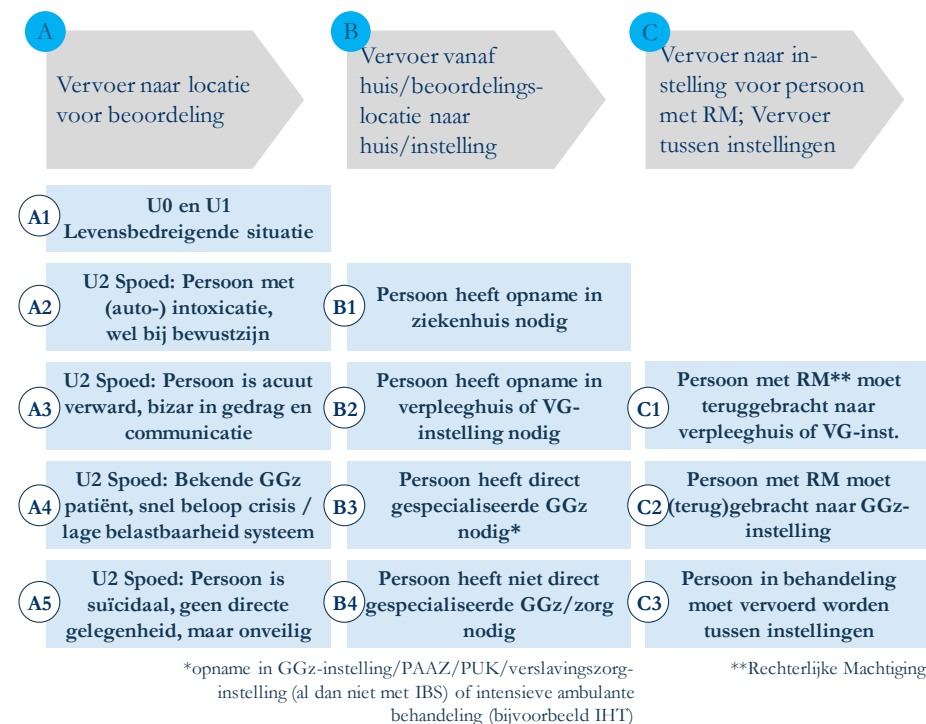 A
Vervoer naar locatie
voor beoordeling
B
Vervoer vanaf
huis/beoordelings-
locatie naar
huis/instelling
C
Vervoer naar in-
stelling voor persoon
met RM; Vervoer
tussen instellingen
A1
U0 en U1
Levensbedreigende situatie
A2
U2 Spoed: Persoon met
(auto-) intoxicatie,
wel bij bewustzijn
B1
Persoon heeft opname in
ziekenhuis nodig
A3
U2 Spoed: Persoon is acuut
verward, bizar in gedrag en
communicatie
B2
Persoon heeft opname in
verpleeghuis of VG-
instelling nodig
C1
Persoon met RM** moet
teruggebracht naar
verpleeghuis of VG-inst.
A4
U2 Spoed: Bekende GGz
patiënt, snel beloop crisis /
lage belastbaarheid systeem
B3
Persoon heeft direct
gespecialiseerde GGz
nodig*
C2
Persoon met RM moet
(terug)gebracht naar GGz-
instelling
A5
U2 Spoed: Persoon is
suïcidaal, geen directe
gelegenheid, maar onveilig
B4
Persoon heeft niet direct
gespecialiseerde GGz/zorg
nodig
C3
Persoon in behandeling
moet vervoerd worden
tussen instellingen
*opname in GGz-instelling/PAAZ/PUK/verslavingszorg-
instelling (al dan niet met IBS) of intensieve ambulante
behandeling (bijvoorbeeld IHT)
**Rechterlijke Machtiging